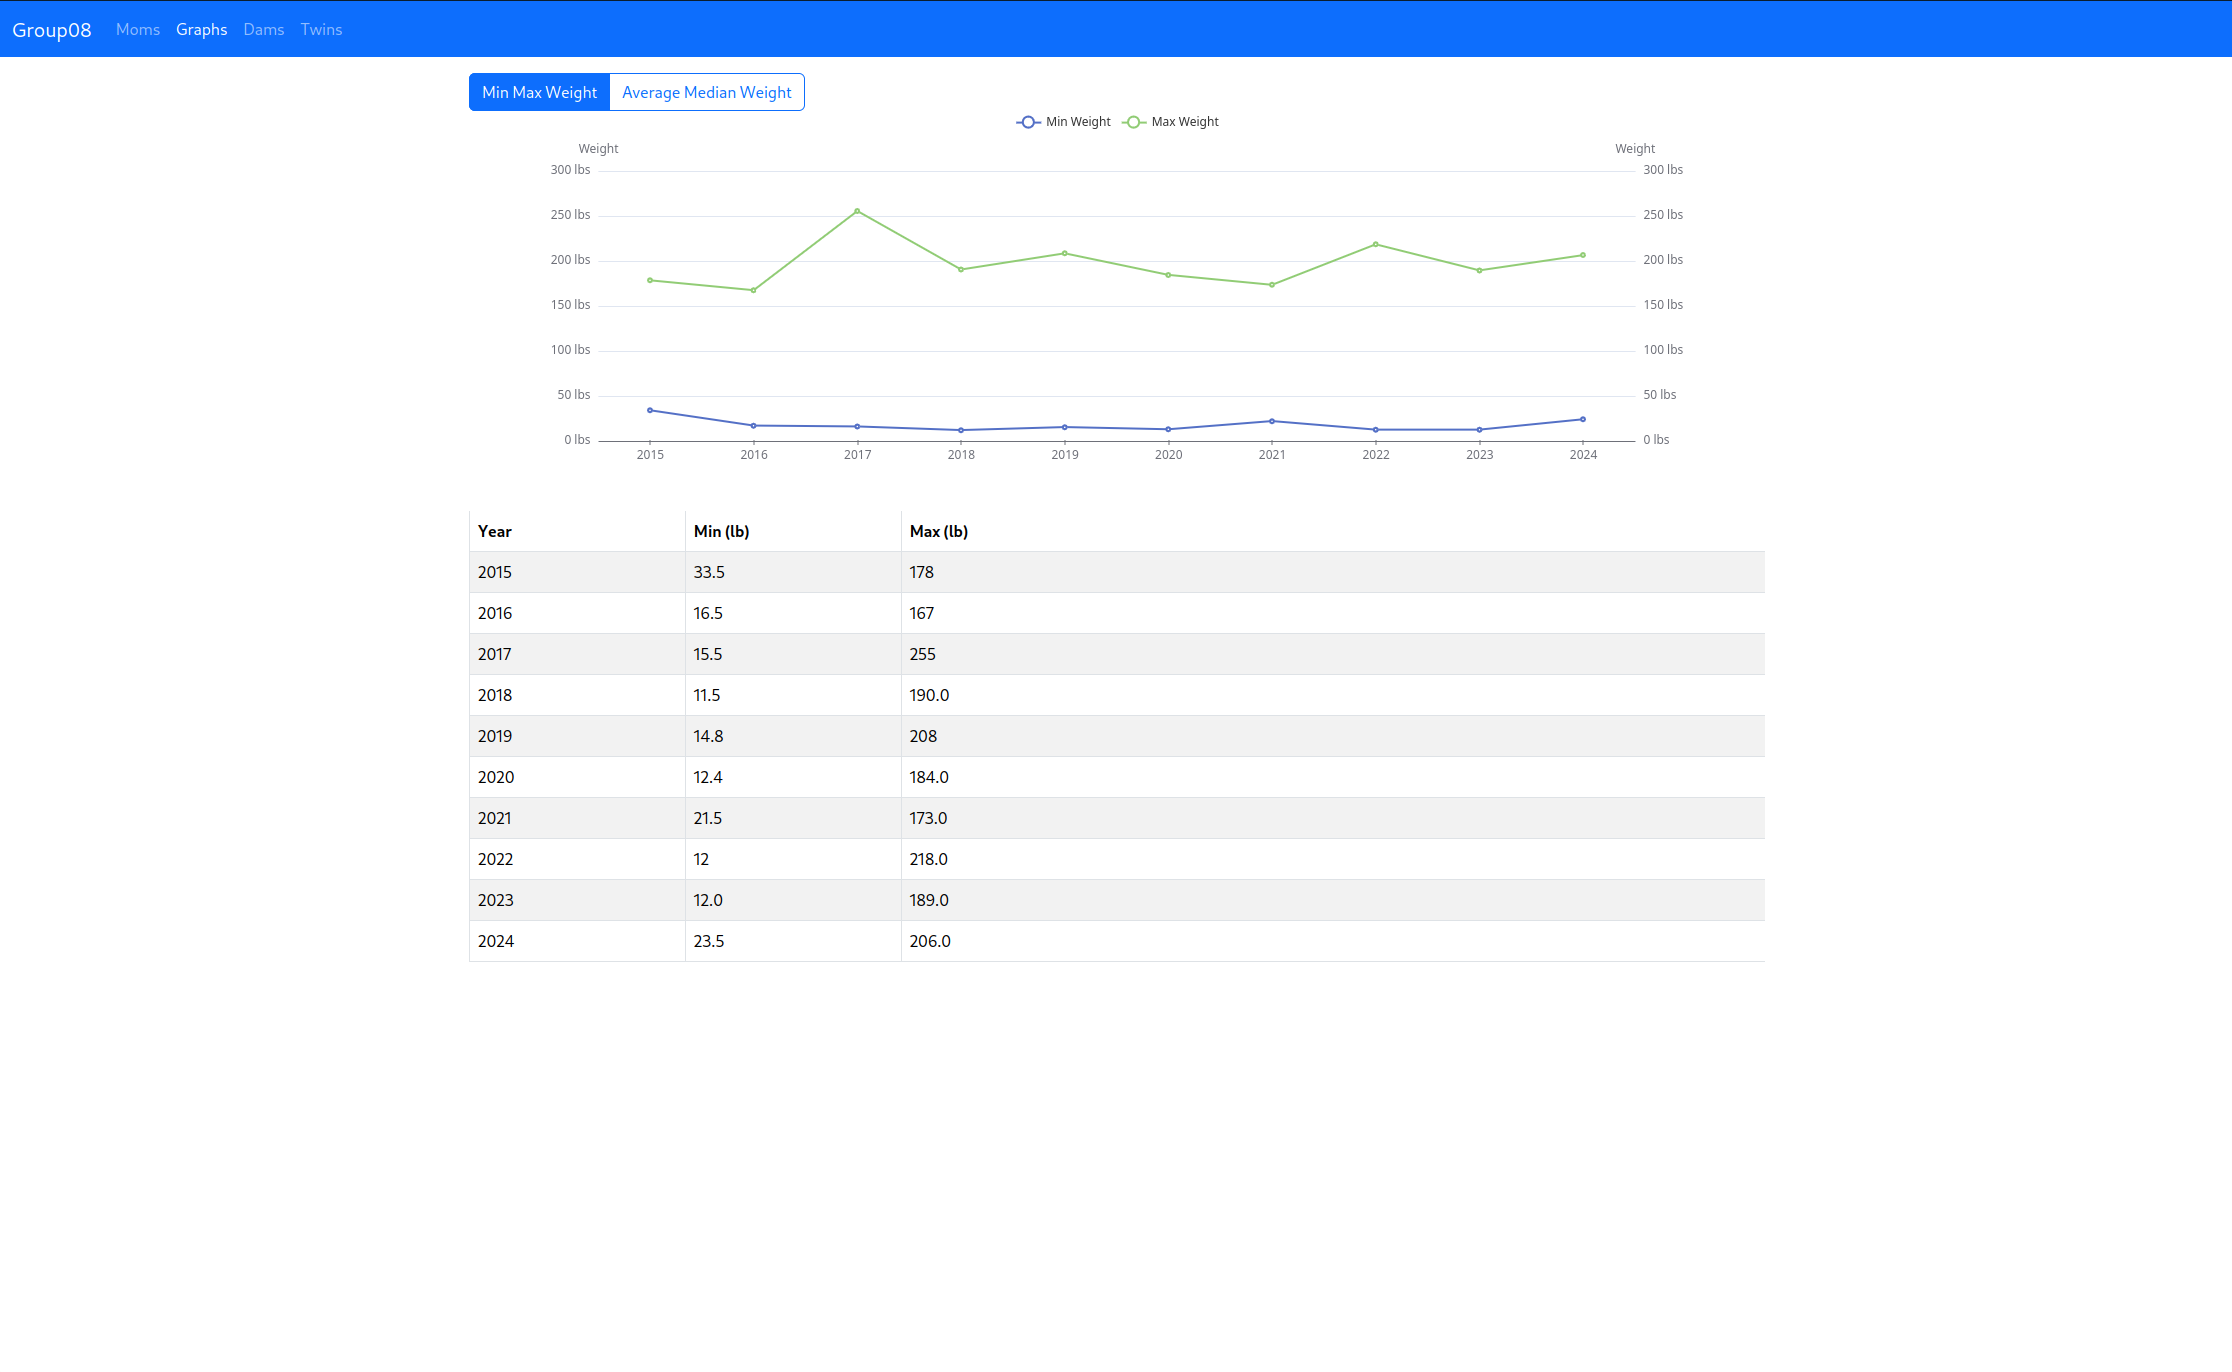 Group08 Moms Graphs Dams Twins
Min Max Weight Average Median Weight
Min Weight Max Weight
Weight Weight
300 lbs 300 lbs
250 lbs 250 lbs
200 lbs 200 lbs
150 lbs 150 lbs
100 lbs 100 lbs
50 lbs 50 lbs
0 lbs 0 lbs
2015 2016 2017 2018 2019 2020 2021 2022 2023 2024
Year Min (lb) Max (lb)
2015 33.5 178
2016 16.5 167
2017 15.5 255
2018 11.5 190.0
2019 14.8 208
2020 12.4 184.0
2021 21.5 173.0
2022 12 218.0
2023 12.0 189.0
2024 23.5 206.0